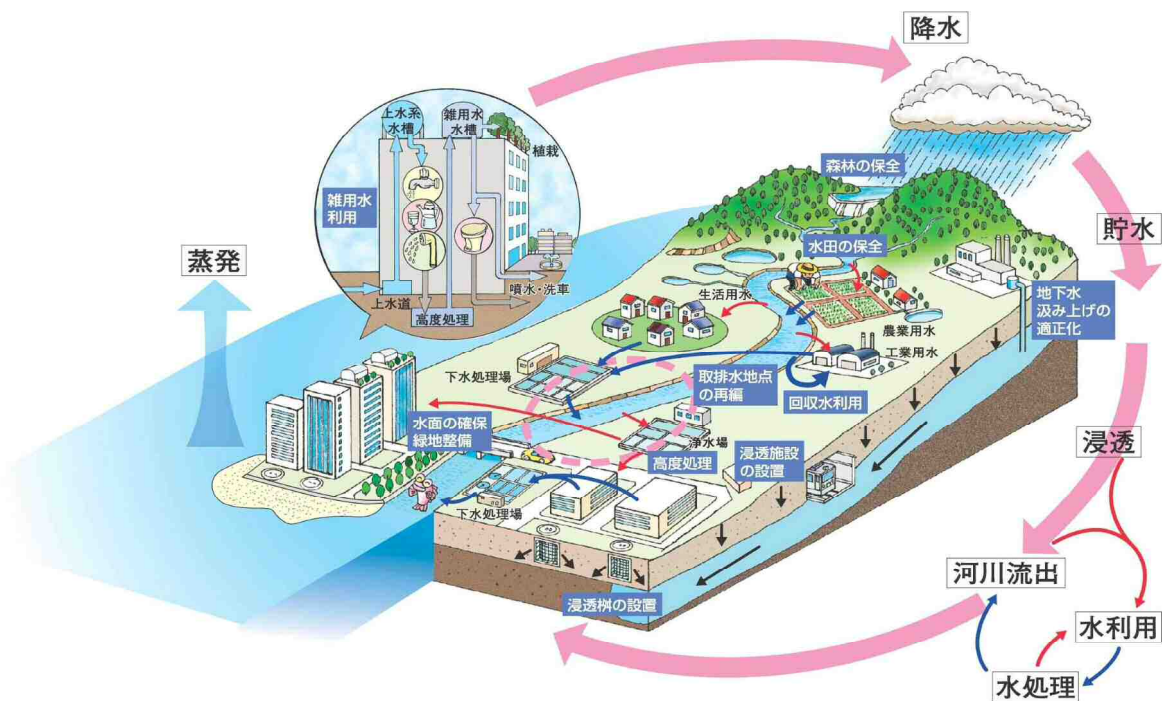 降水
上水系
水槽
雑用水
水槽
植栽
雑用水
利用
上水道
高度処理
噴水・洗車
森林の保全
貯水
水田の保全
蒸発
生活用水
地下水
汲み上げの
適正化
農業用水
工業用水
下水処理場
取排水地点
の再編
回収水利用
水面の確保
緑地整備
浄水場
高度処理
浸透施設
の設置
浸透
下水処理場
河川流出
浸透桝の設置
水利用
水処理